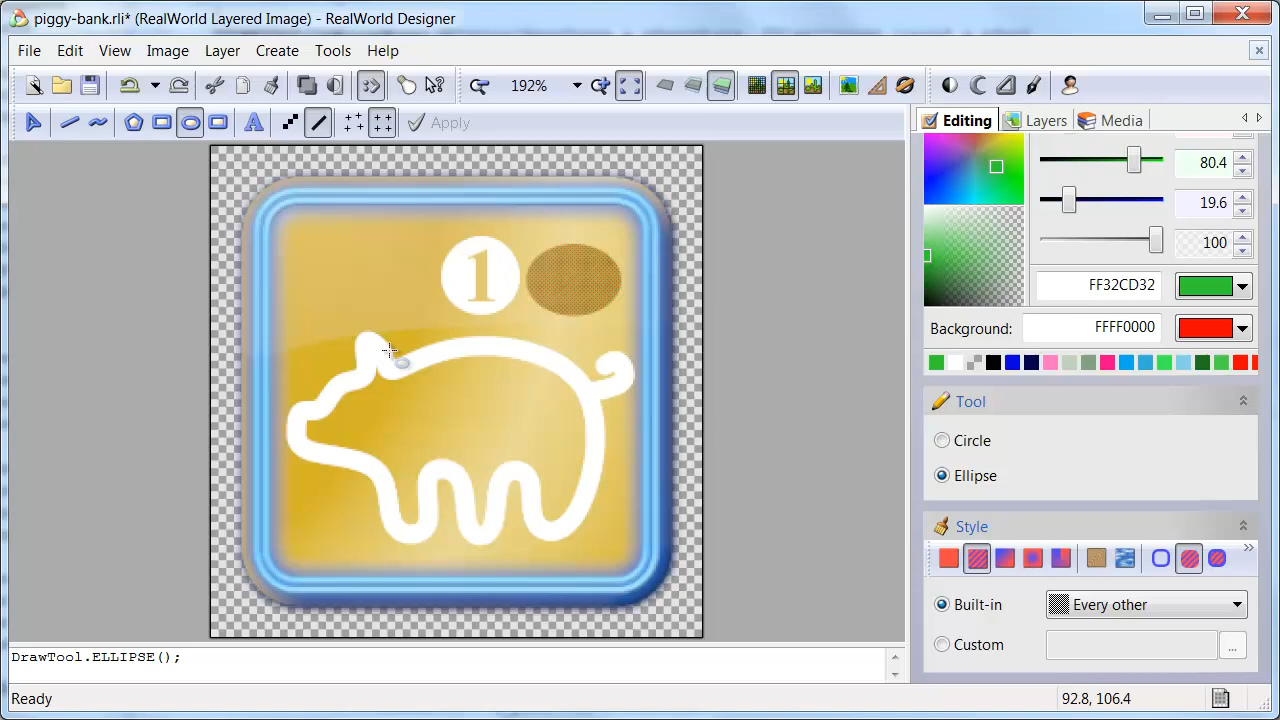 piggy-bank.rli* (RealWorld Layered Image) - RealWorld Designer
File Edit View Image Layer Create Tools Help
192%
Apply
Editing Layers Media
80.4
19.6
100
FF32CD32
Background: FFFF0000
1
Tool
Circle
Ellipse
Style
Built-in Every other
Custom ...
DrawTool.ELLIPSE();
Ready 92.8, 106.4